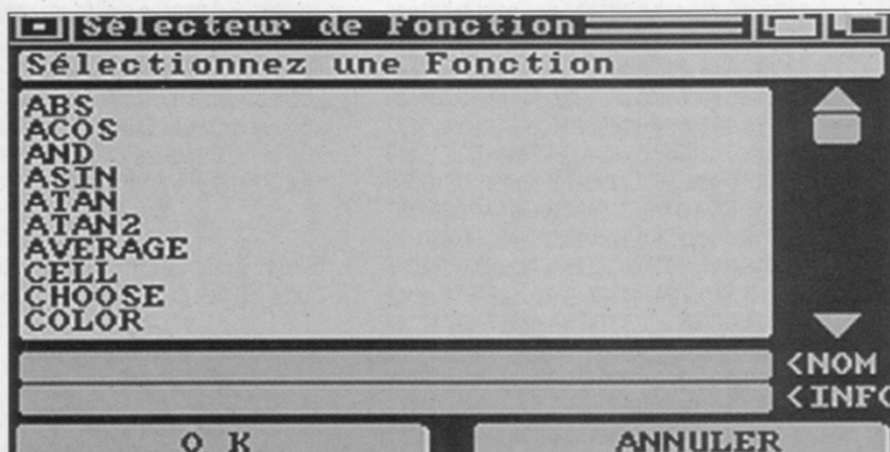 Sélecteur de Fonction
Sélectionnez une Fonction
ABS
ACOS
AND
ASIN
ATAN
ATAN2
AVERAGE
CELL
CHOOSE
COLOR
<NOM
<INFO
O K
ANNULER